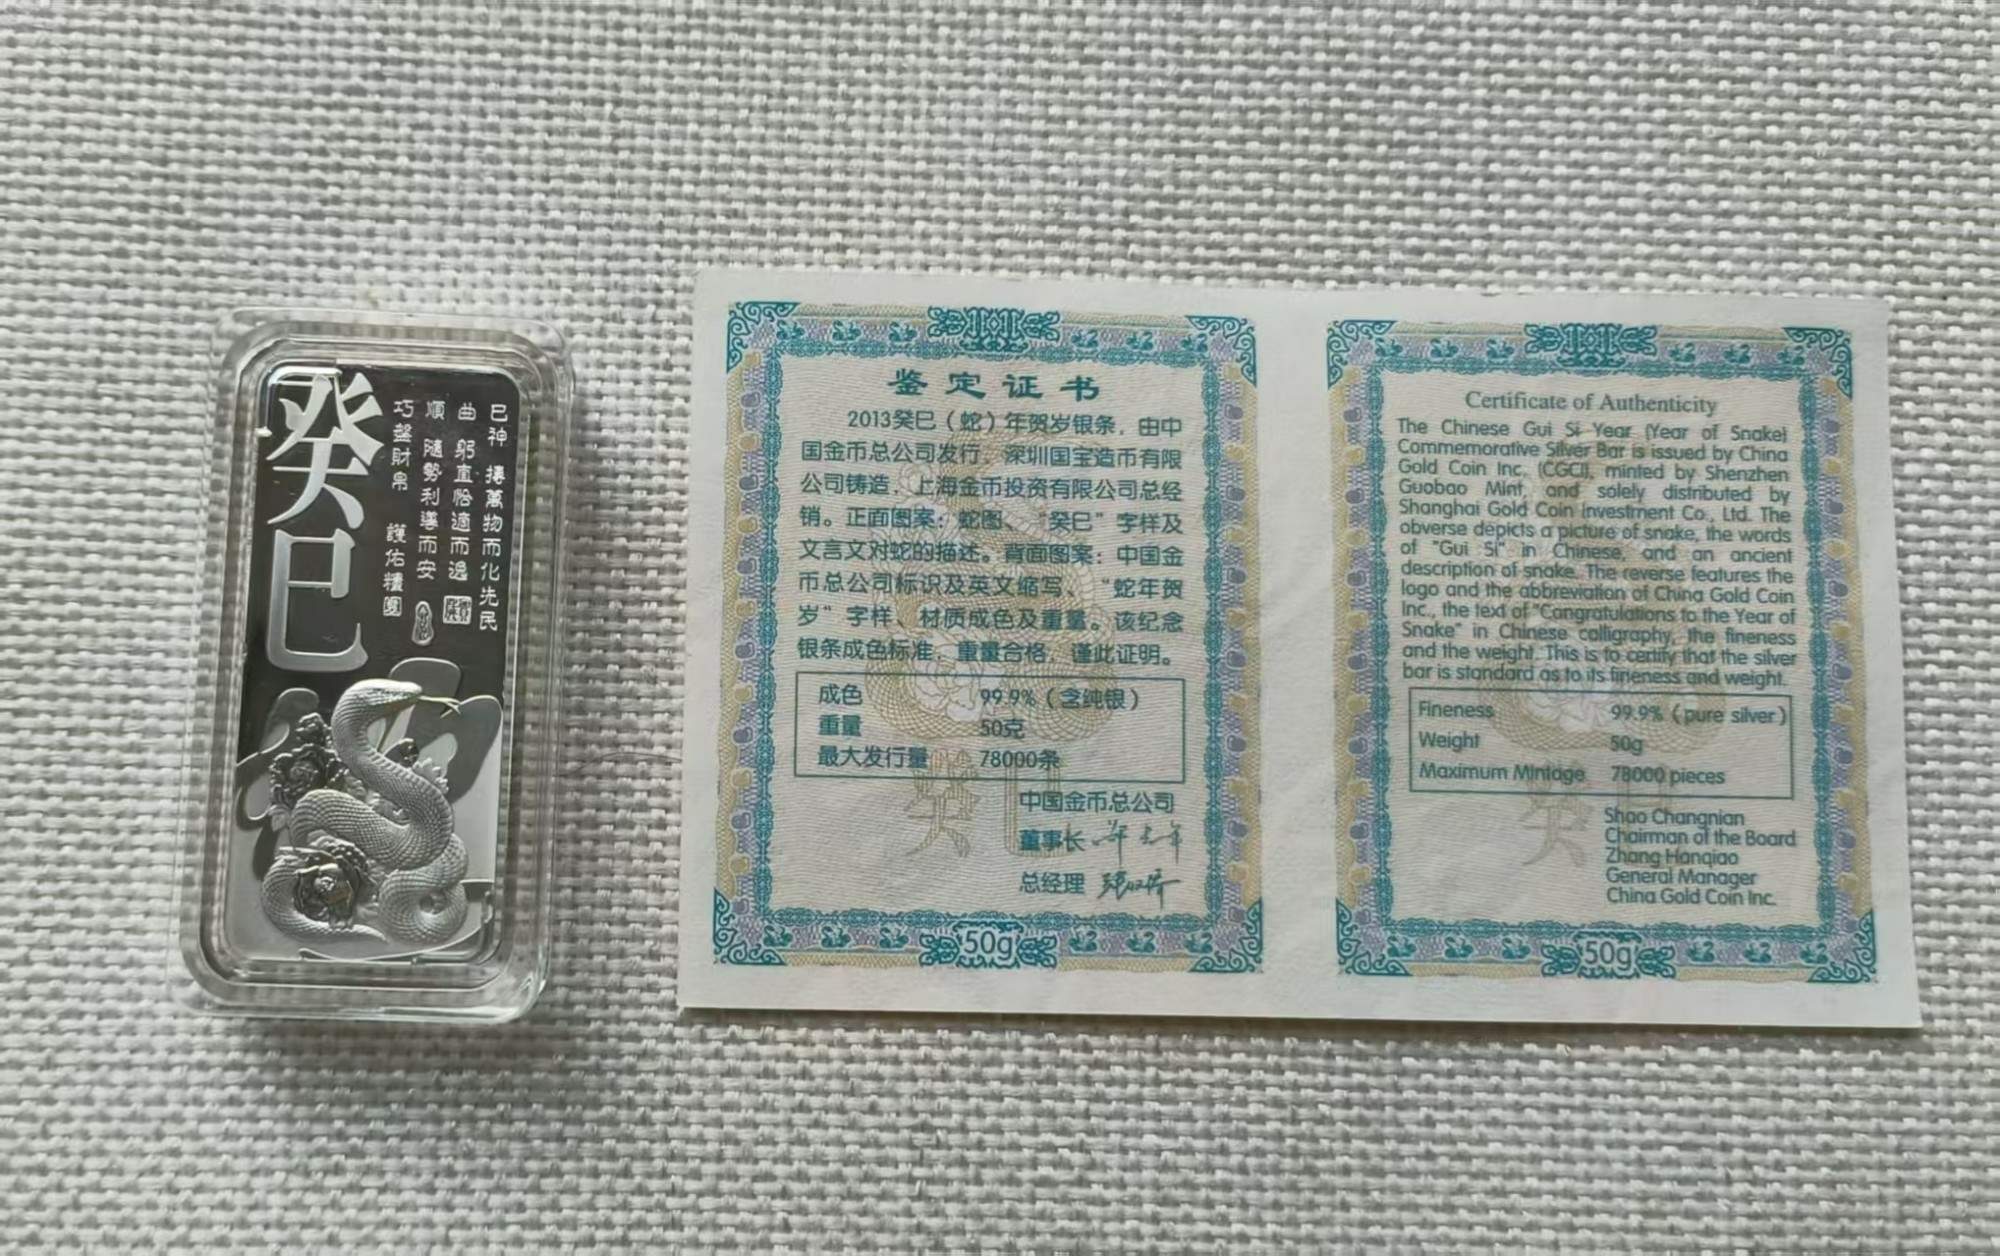 癸巳
巳神 摶萬物而化先民
曲躬宜恰適而過
順 隨勢利導而安
巧盤財帛 護佑積團
鉴定证书
2013癸巳（蛇）年贺岁银条，由中
国金币总公司发行，深圳国宝造币有限
公司铸造，上海金币投资有限公司总经
销。正面图案：蛇图、“癸巳”字样及
文言文对蛇的描述。背面图案：中国金
币总公司标识及英文缩写、“蛇年贺
岁”字样、材质成色及重量。该纪念
银条成色标准，重量合格，谨此证明。
成色 99.9%（含纯银）
重量 50克
最大发行量 78000条
中国金币总公司
董事长
总经理
50g
Certificate of Authenticity
The Chinese Gui Si Year (Year of Snake)
Commemorative Silver Bar is issued by China
Gold Coin Inc. (CGCI), minted by Shenzhen
Guobao Mint, and solely distributed by
Shanghai Gold Coin Investment Co., Ltd. The
obverse depicts a picture of snake, the words
of "Gui Si" in Chinese, and an ancient
description of snake. The reverse features the
logo and the abbreviation of China Gold Coin
Inc., the text of "Congratulations to the Year of
Snake" in Chinese calligraphy, the fineness
and the weight. This is to certify that the silver
bar is standard as to its fineness and weight.
Fineness 99.9% (pure silver)
Weight 50g
Maximum Mintage 78000 pieces
Shao Changnian
Chairman of the Board
Zhang Hanqiao
General Manager
China Gold Coin Inc.
50g